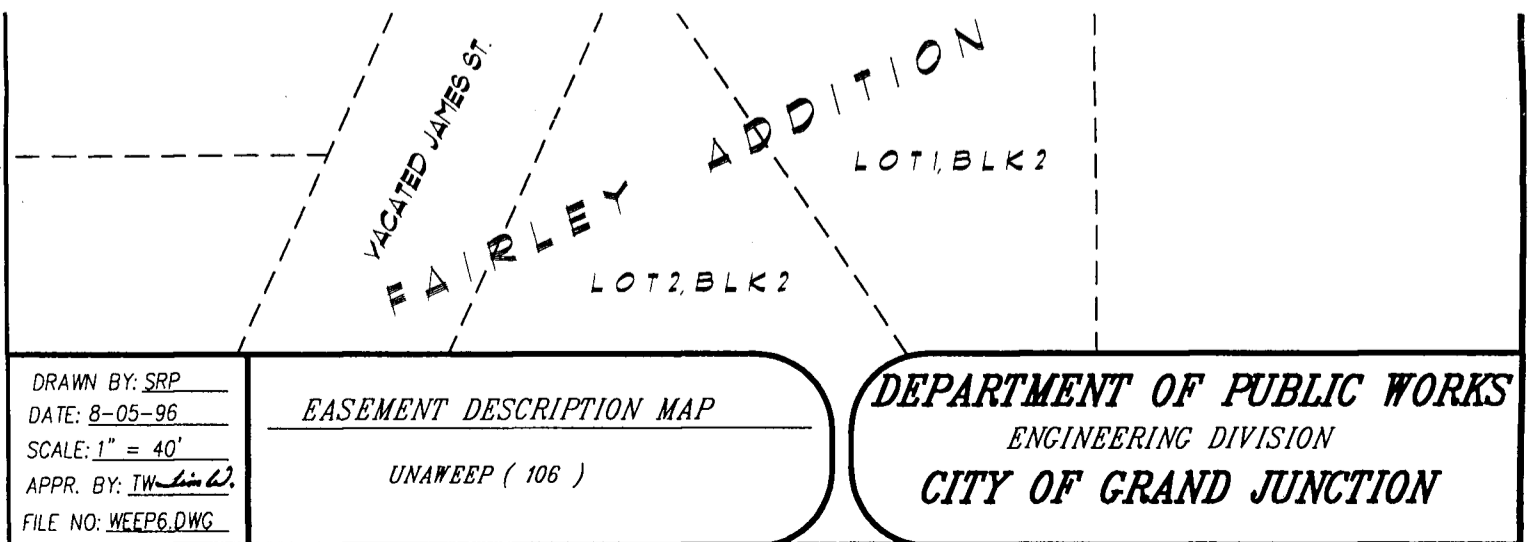 VACATED JAMES ST.
FAIRLEY ADDITION
LOT 1, BLK 2
LOT 2, BLK 2
DRAWN BY: SRP
DATE: 8-05-96
SCALE: 1" = 40'
APPR. BY: TW Tim W.
FILE NO: WEEP6.DWG
EASEMENT DESCRIPTION MAP
UNAWEEP ( 106 )
DEPARTMENT OF PUBLIC WORKS
ENGINEERING DIVISION
CITY OF GRAND JUNCTION